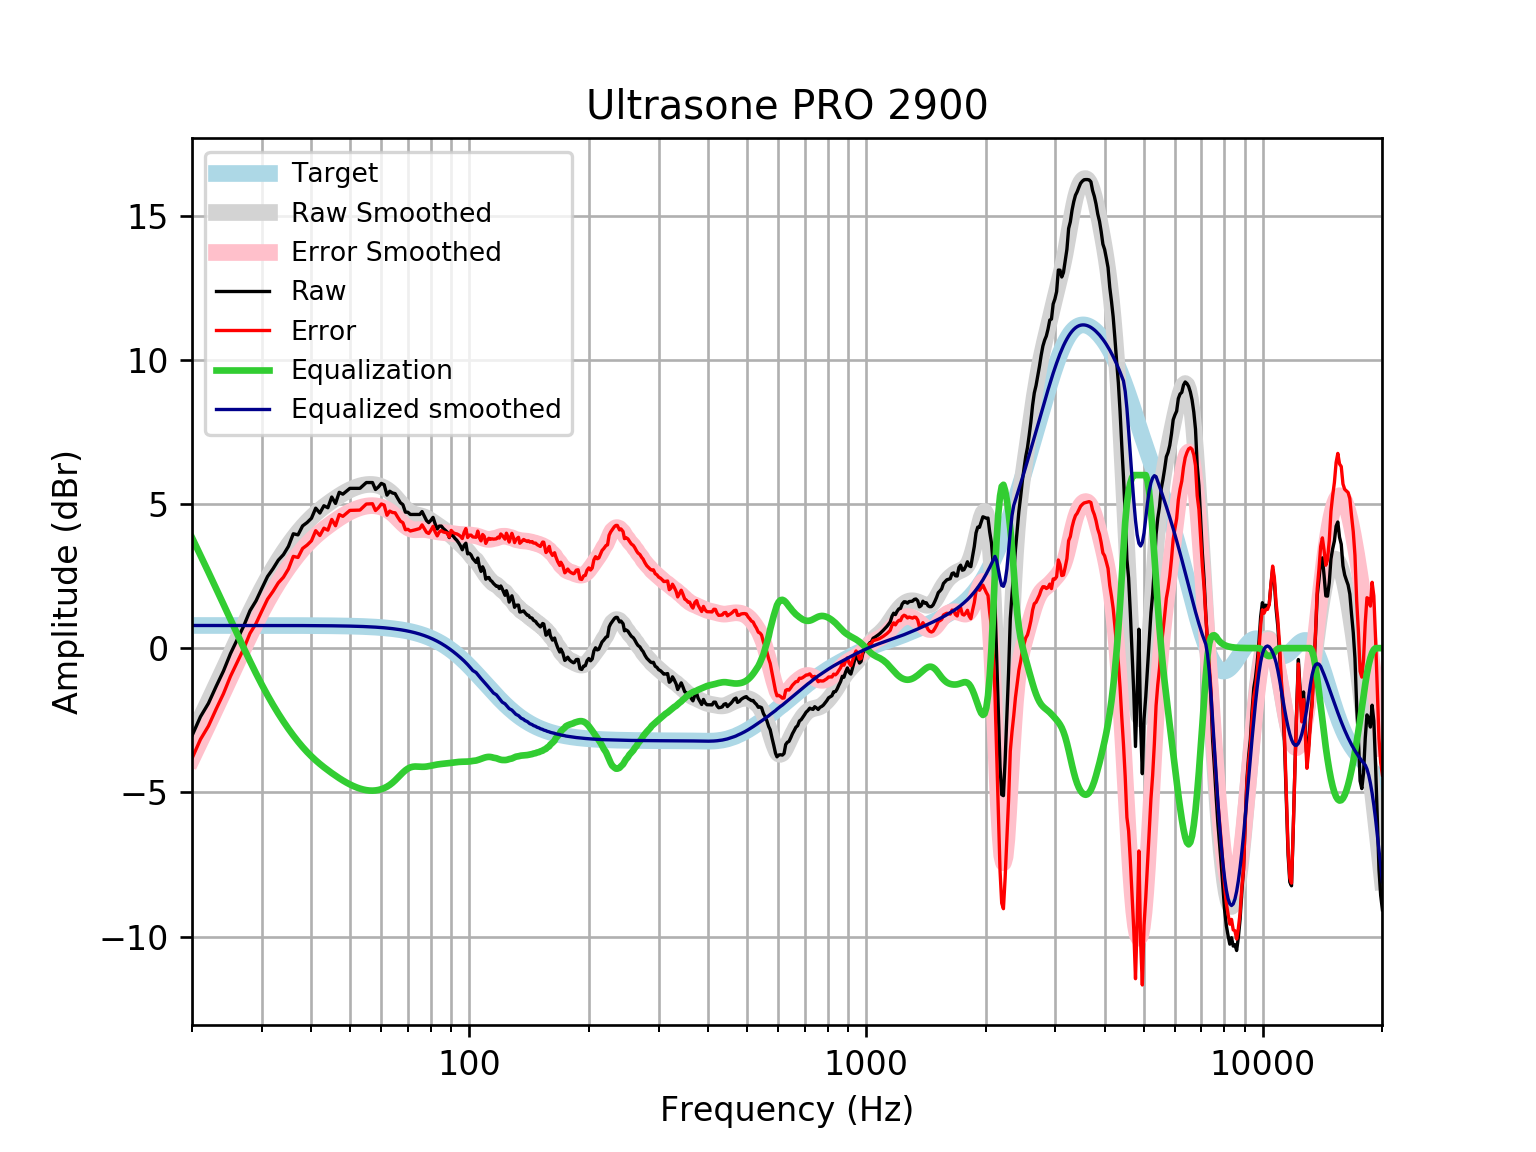 Ultrasone PRO 2900
Target
Raw Smoothed
Error Smoothed
Raw
Error
Equalization
Equalized smoothed
15
10
5
0
−5
−10
Amplitude (dBr)
100 1000 10000
Frequency (Hz)